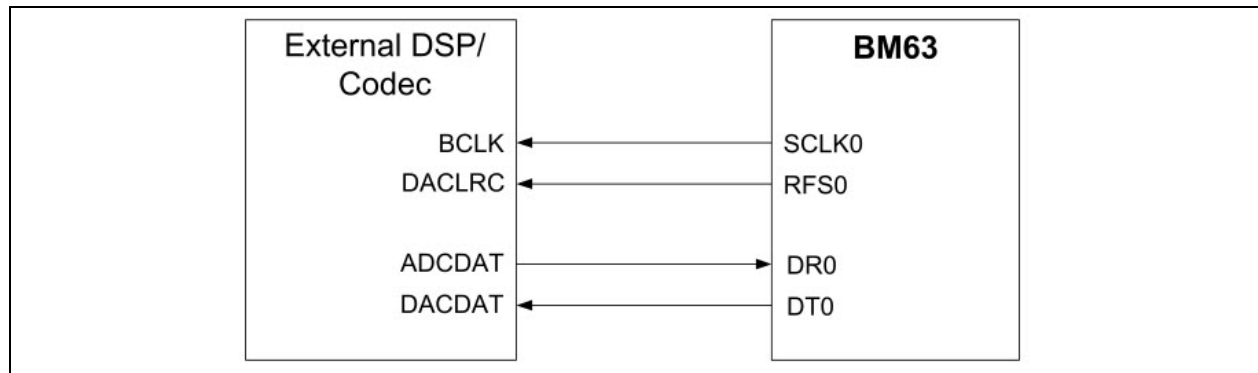 External DSP/
Codec
BM63
BCLK
SCLK0
DACLRC
RFS0
ADCDAT
DR0
DACDAT
DT0